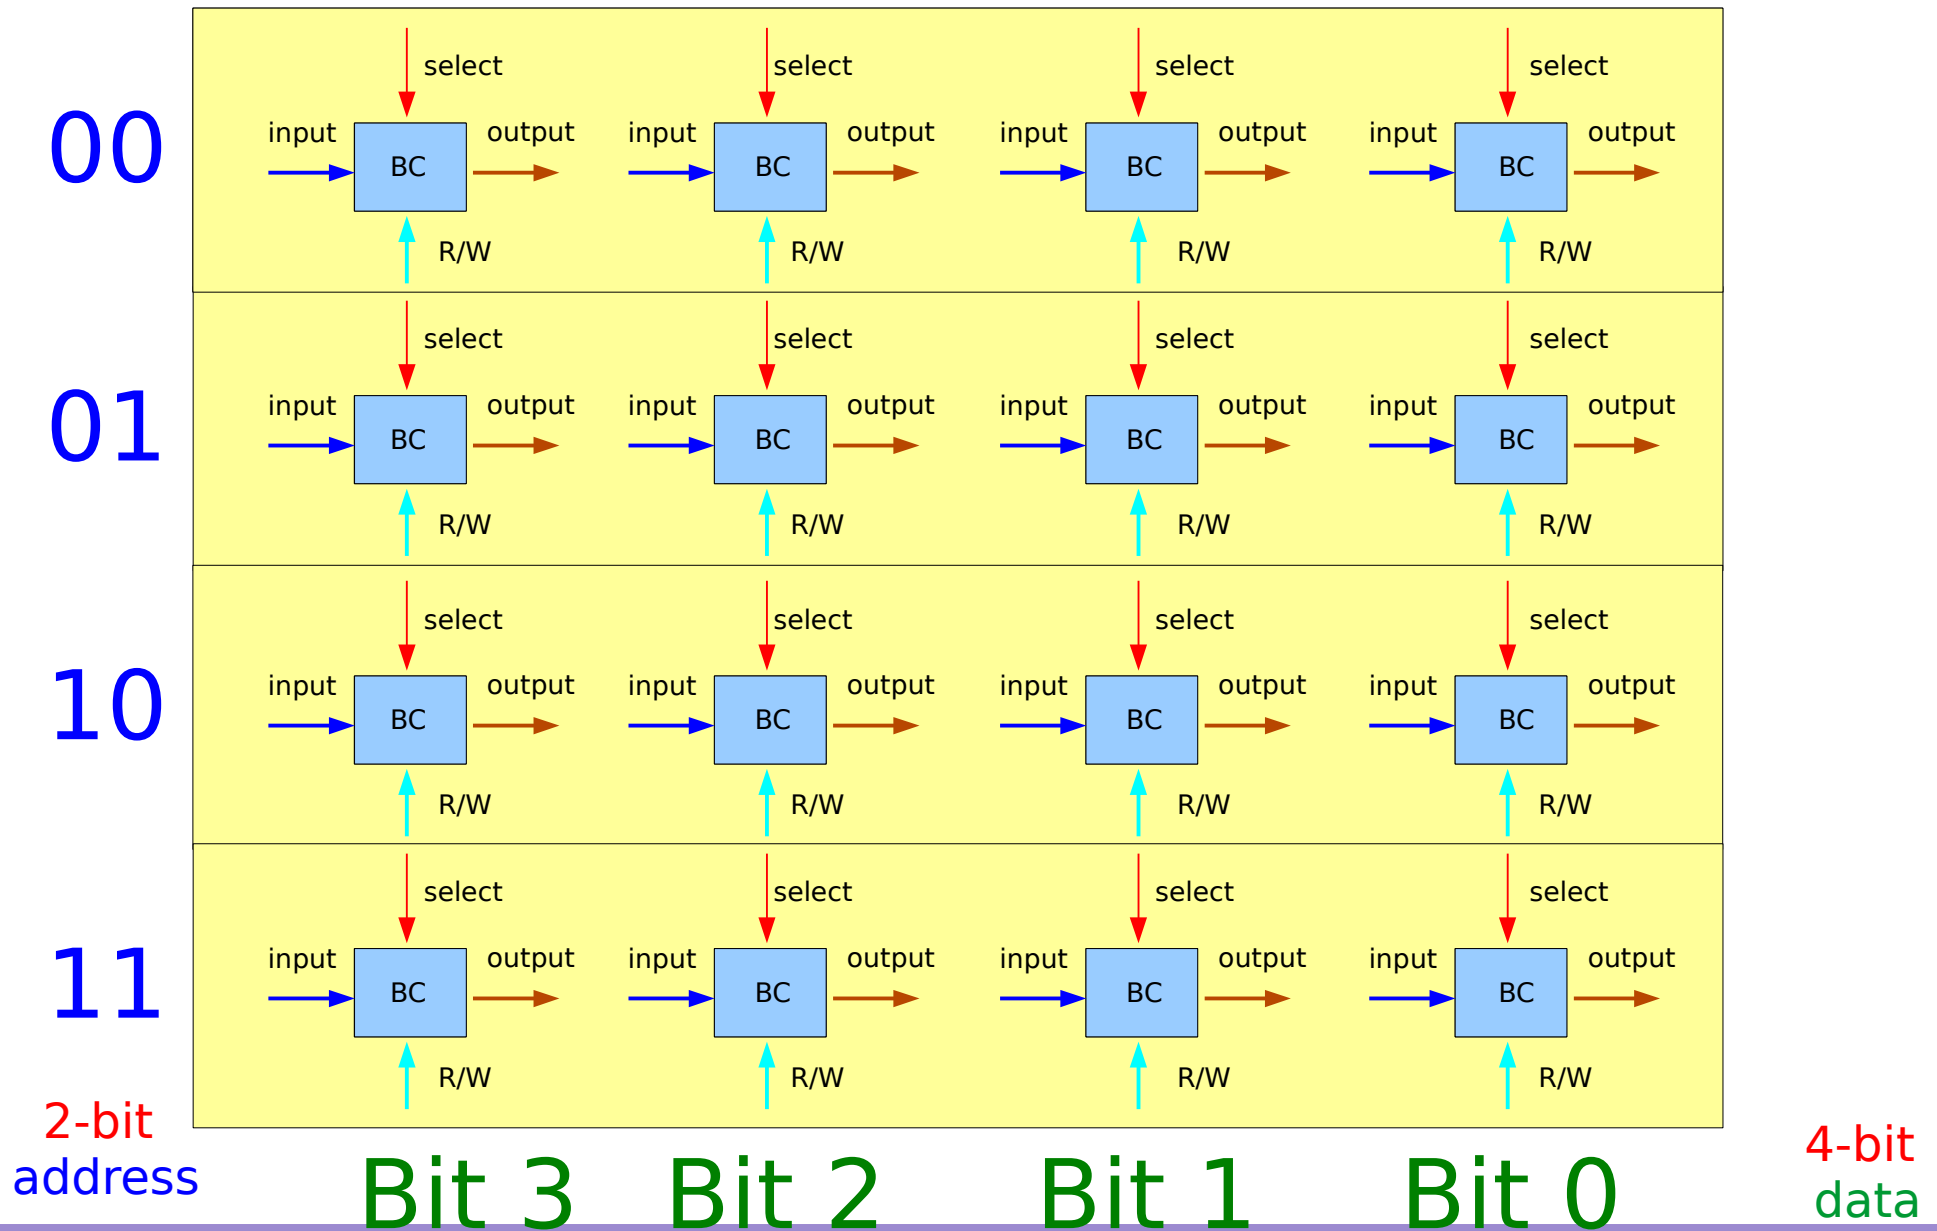 select select select select
00 input BC output input BC output input BC output input BC output
R/W R/W R/W R/W
select select select select
01 input BC output input BC output input BC output input BC output
R/W R/W R/W R/W
select select select select
10 input BC output input BC output input BC output input BC output
R/W R/W R/W R/W
select select select select
11 input BC output input BC output input BC output input BC output
R/W R/W R/W R/W
2-bit
address
Bit 3 Bit 2 Bit 1 Bit 0
4-bit
data